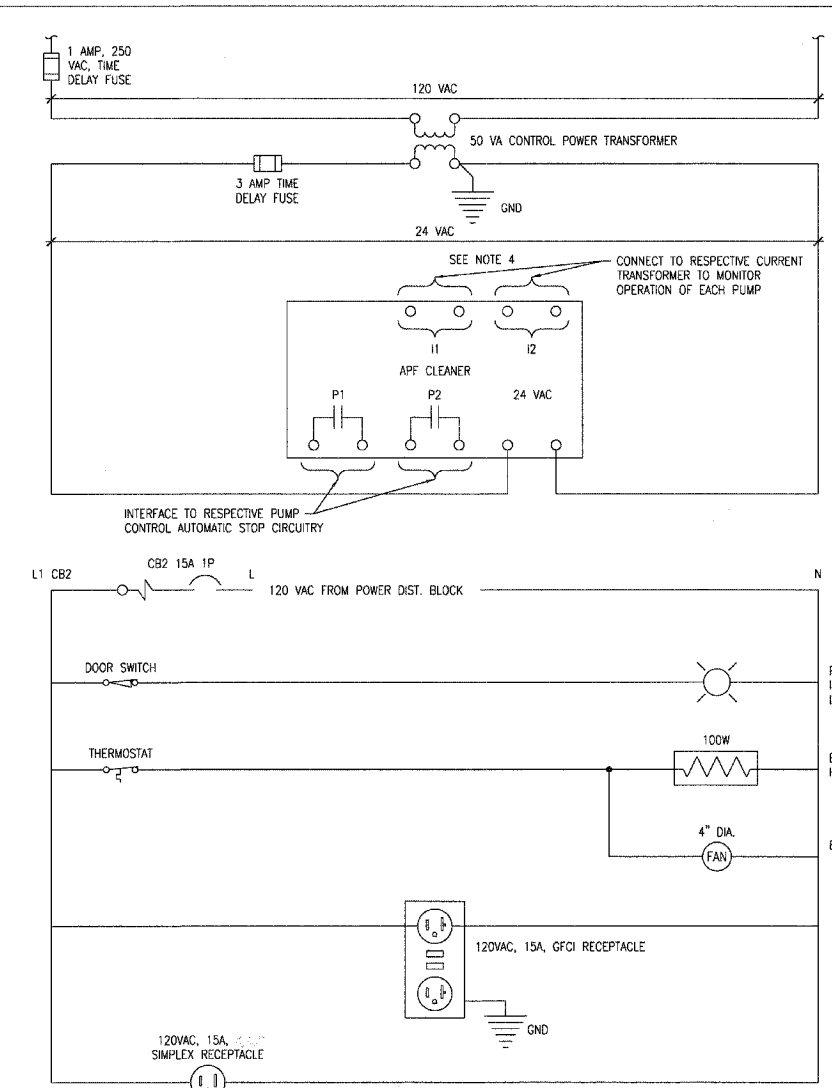 1 AMP, 250
VAC, TIME
DELAY FUSE
120 VAC
50 VA CONTROL POWER TRANSFORMER
3 AMP TIME
DELAY FUSE
GND
24 VAC
SEE NOTE 4
CONNECT TO RESPECTIVE CURRENT
TRANSFORMER TO MONITOR
OPERATION OF EACH PUMP
I1
I2
APF CLEANER
P1
P2
24 VAC
INTERFACE TO RESPECTIVE PUMP
CONTROL AUTOMATIC STOP CIRCUITRY
L1 CB2
CB2 15A 1P
L
120 VAC FROM POWER DIST. BLOCK
N
DOOR SWITCH
THERMOSTAT
100W
4" DIA.
FAN
120VAC, 15A, GFCI RECEPTACLE
GND
120VAC, 15A,
SIMPLEX RECEPTACLE